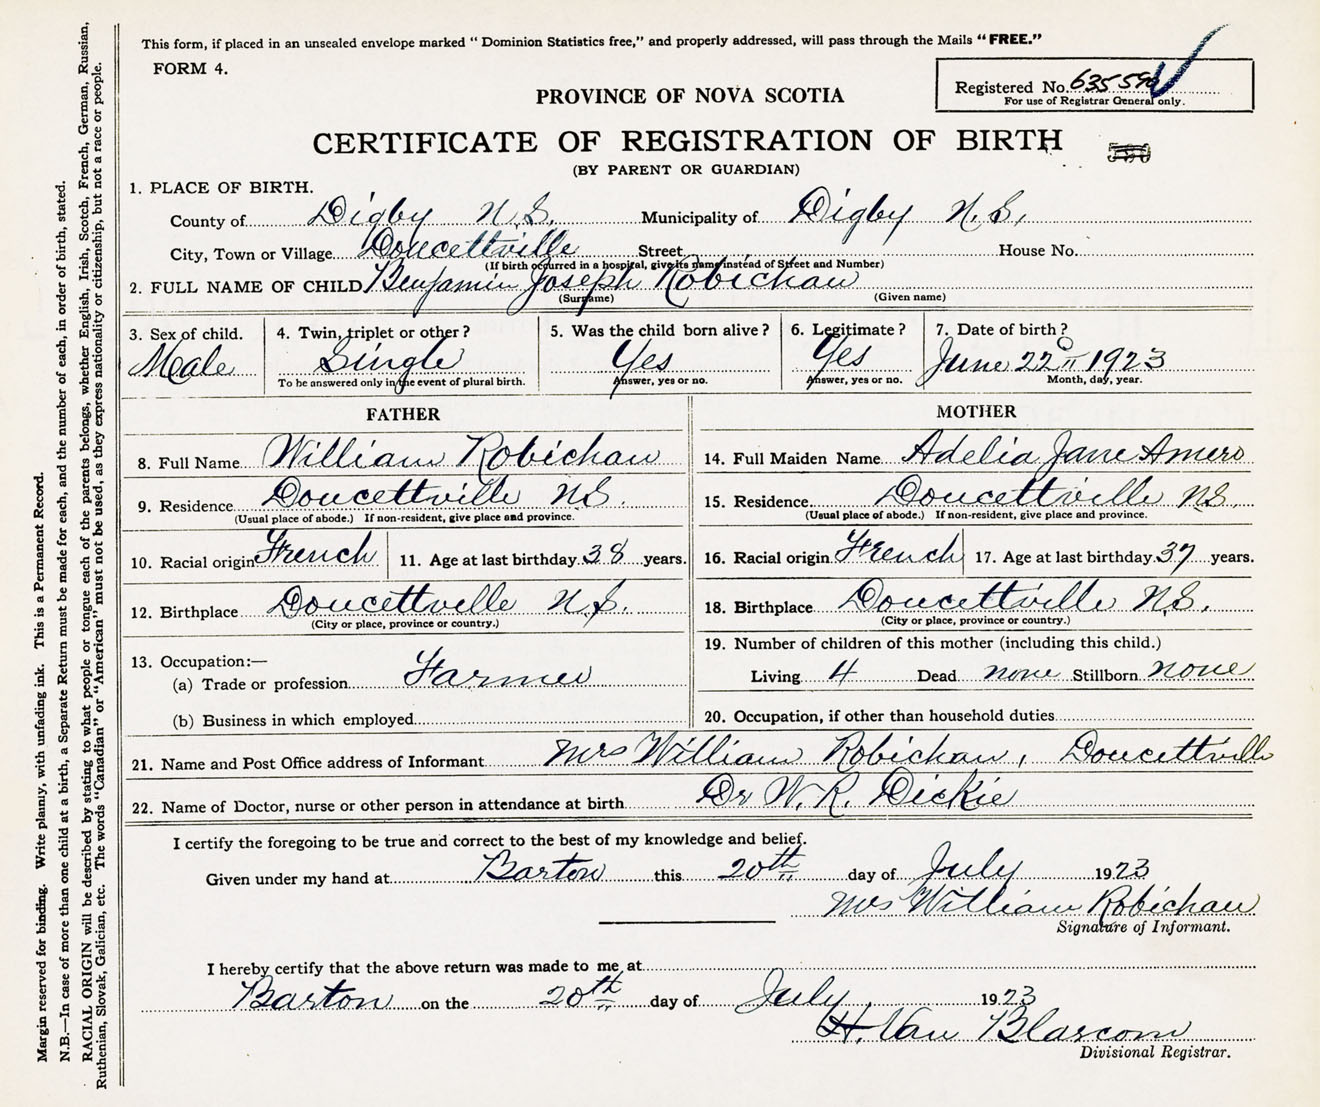 This form, if placed in an unsealed envelope marked "Dominion Statistics free," and properly addressed, will pass through the Mails "FREE."
FORM 4.
Registered No. 635590
For use of Registrar General only.
PROVINCE OF NOVA SCOTIA
CERTIFICATE OF REGISTRATION OF BIRTH
(BY PARENT OR GUARDIAN)
1. PLACE OF BIRTH.
County of Digby N.S. Municipality of Digby N.S.
City, Town or Village Doucettville Street House No.
(If birth occurred in a hospital, give its name instead of Street and Number)
2. FULL NAME OF CHILD Benjamin Joseph Robichau
(Surname) (Given name)
3. Sex of child. 4. Twin, triplet or other? 5. Was the child born alive? 6. Legitimate? 7. Date of birth?
Male Single Yes Yes June 22 1923
To be answered only in the event of plural birth. Answer, yes or no. Answer, yes or no. Month, day, year.
FATHER MOTHER
8. Full Name William Robichau 14. Full Maiden Name Adelia Jane Amero
9. Residence Doucettville N.S. 15. Residence Doucettville N.S.
(Usual place of abode.) If non-resident, give place and province. (Usual place of abode.) If non-resident, give place and province.
10. Racial origin French 11. Age at last birthday 38 years. 16. Racial origin French 17. Age at last birthday 37 years.
12. Birthplace Doucettville N.S. 18. Birthplace Doucettville N.S.
(City or place, province or country.) (City or place, province or country.)
13. Occupation:— 19. Number of children of this mother (including this child.)
(a) Trade or profession Farmer Living 4 Dead none Stillborn none
(b) Business in which employed 20. Occupation, if other than household duties
21. Name and Post Office address of Informant Mrs William Robichau, Doucettville
22. Name of Doctor, nurse or other person in attendance at birth Dr W. R. Dickie
I certify the foregoing to be true and correct to the best of my knowledge and belief.
Given under my hand at Barton this 20th day of July 1923
Mrs William Robichau
Signature of Informant.
I hereby certify that the above return was made to me at
Barton on the 20th day of July, 1923
H. Van Blarcom
Divisional Registrar.
Margin reserved for binding. Write plainly, with unfading ink. This is a Permanent Record.
N.B.—In case of more than one child at a birth, a Separate Return must be made for each, and the number of each, in order of birth, stated.
RACIAL ORIGIN will be described by stating to what people or tongue each of the parents belongs, whether English, Irish, Scotch, French, German, Russian,
Ruthenian, Slovak, Galician, etc. The words "Canadian" or "American" must not be used, as they express nationality or citizenship, but not a race or people.